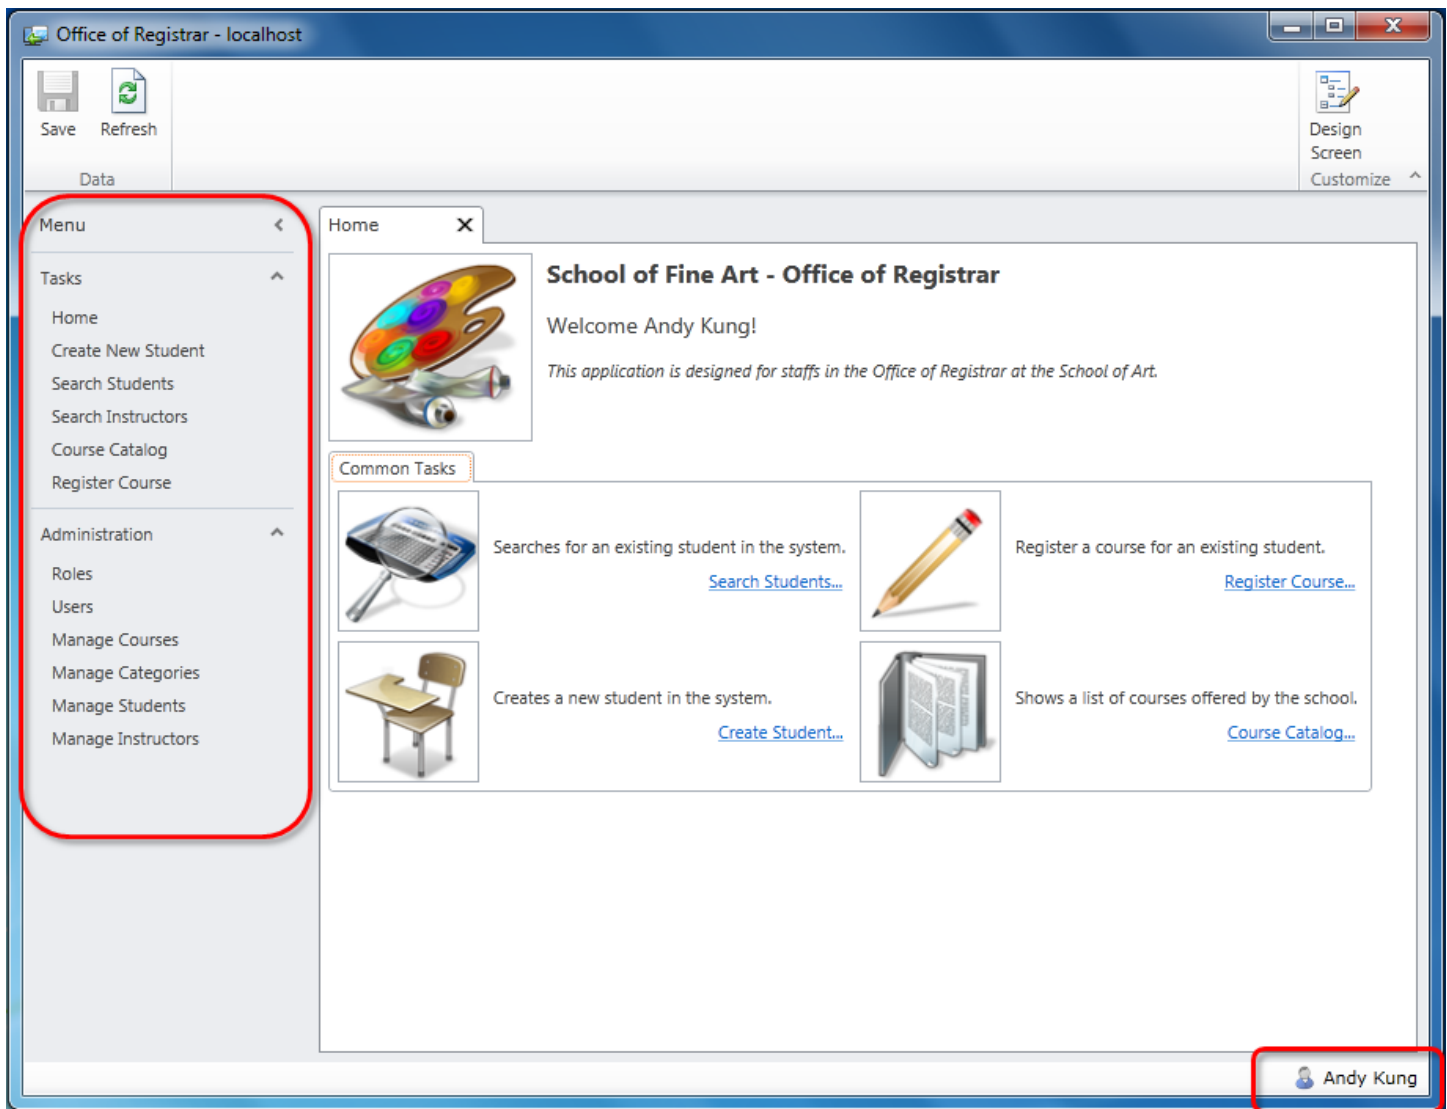 Office of Registrar - localhost
Save
Refresh
Data
Design
Screen
Customize
Menu
Tasks
Home
Create New Student
Search Students
Search Instructors
Course Catalog
Register Course
Administration
Roles
Users
Manage Courses
Manage Categories
Manage Students
Manage Instructors
Home
School of Fine Art - Office of Registrar
Welcome Andy Kung!
This application is designed for staffs in the Office of Registrar at the School of Art.
Common Tasks
Searches for an existing student in the system.
Search Students...
Register a course for an existing student.
Register Course...
Creates a new student in the system.
Create Student...
Shows a list of courses offered by the school.
Course Catalog...
Andy Kung